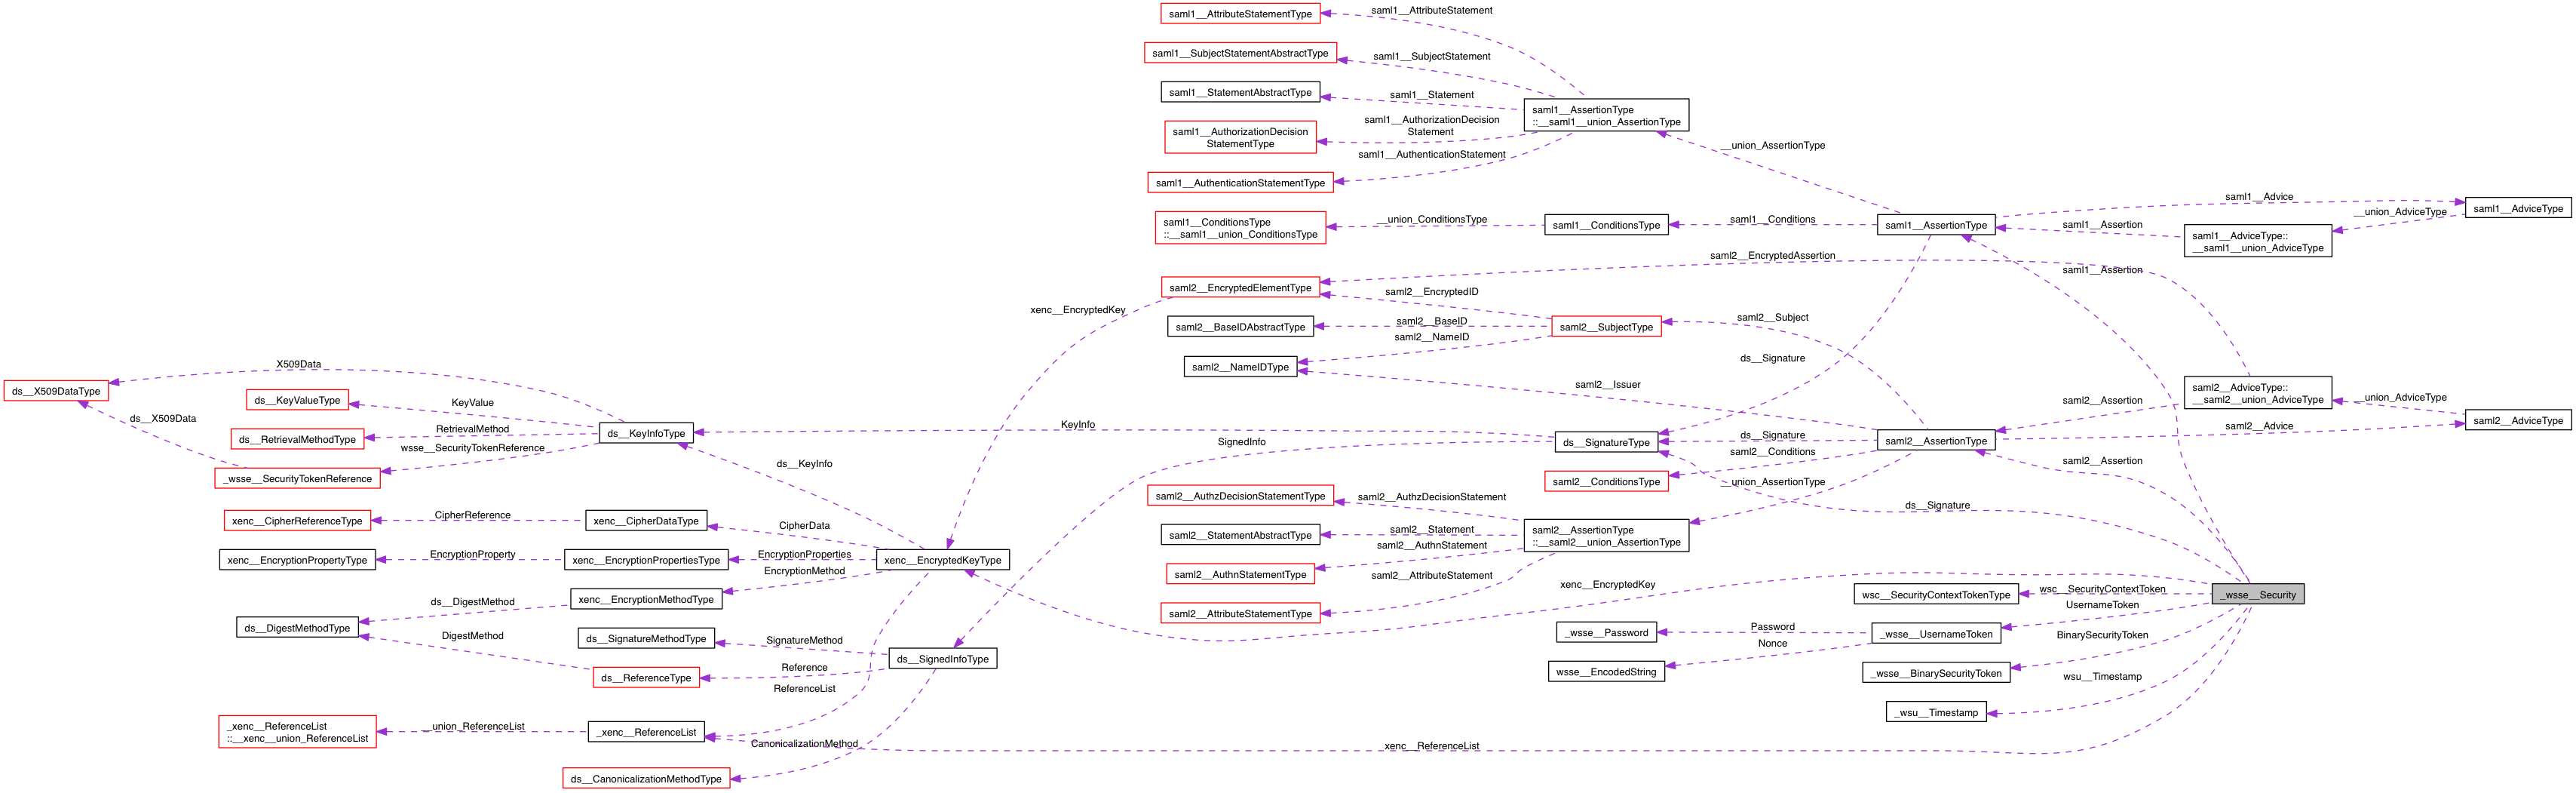 saml1__AttributeStatementType
saml1__AttributeStatement
saml1__SubjectStatementAbstractType
saml1__SubjectStatement
saml1__StatementAbstractType
saml1__Statement
saml1__AssertionType
::__saml1__union_AssertionType
saml1__AuthorizationDecision
StatementType
saml1__AuthorizationDecision
Statement
saml1__AuthenticationStatement
saml1__AuthenticationStatementType
__union_AssertionType
saml1__ConditionsType
::__saml1__union_ConditionsType
__union_ConditionsType
saml1__ConditionsType
saml1__Conditions
saml1__AssertionType
saml1__Advice
saml1__Assertion
saml1__AdviceType::
__saml1__union_AdviceType
__union_AdviceType
saml1__AdviceType
saml2__EncryptedAssertion
saml1__Assertion
saml2__EncryptedElementType
saml2__EncryptedID
xenc__EncryptedKey
saml2__BaseIDAbstractType
saml2__BaseID
saml2__SubjectType
saml2__Subject
saml2__NameID
saml2__NameIDType
ds__Signature
saml2__Issuer
X509Data
ds__X509DataType
ds__X509Data
ds__KeyValueType
KeyValue
ds__RetrievalMethodType
RetrievalMethod
ds__KeyInfoType
wsse__SecurityTokenReference
_wsse__SecurityTokenReference
KeyInfo
SignedInfo
ds__SignatureType
ds__Signature
saml2__AssertionType
saml2__Assertion
saml2__AdviceType::
__saml2__union_AdviceType
__union_AdviceType
saml2__AdviceType
saml2__Advice
saml2__Conditions
saml2__ConditionsType
saml2__Assertion
ds__KeyInfo
__union_AssertionType
saml2__AuthzDecisionStatementType
saml2__AuthzDecisionStatement
ds__Signature
xenc__CipherReferenceType
CipherReference
xenc__CipherDataType
CipherData
saml2__StatementAbstractType
saml2__Statement
saml2__AssertionType
::__saml2__union_AssertionType
saml2__AuthnStatement
xenc__EncryptionPropertyType
EncryptionProperty
xenc__EncryptionPropertiesType
EncryptionProperties
xenc__EncryptedKeyType
EncryptionMethod
saml2__AuthnStatementType
saml2__AttributeStatement
xenc__EncryptedKey
saml2__AttributeStatementType
xenc__EncryptionMethodType
ds__DigestMethod
ds__DigestMethodType
DigestMethod
wsc__SecurityContextTokenType
wsc__SecurityContextToken
_wsse__Security
UsernameToken
_wsse__Password
Password
_wsse__UsernameToken
Nonce
BinarySecurityToken
ds__SignatureMethodType
SignatureMethod
ds__SignedInfoType
Reference
ds__ReferenceType
ReferenceList
wsse__EncodedString
_wsse__BinarySecurityToken
wsu__Timestamp
_wsu__Timestamp
_xenc__ReferenceList
::__xenc__union_ReferenceList
__union_ReferenceList
_xenc__ReferenceList
CanonicalizationMethod
xenc__ReferenceList
ds__CanonicalizationMethodType